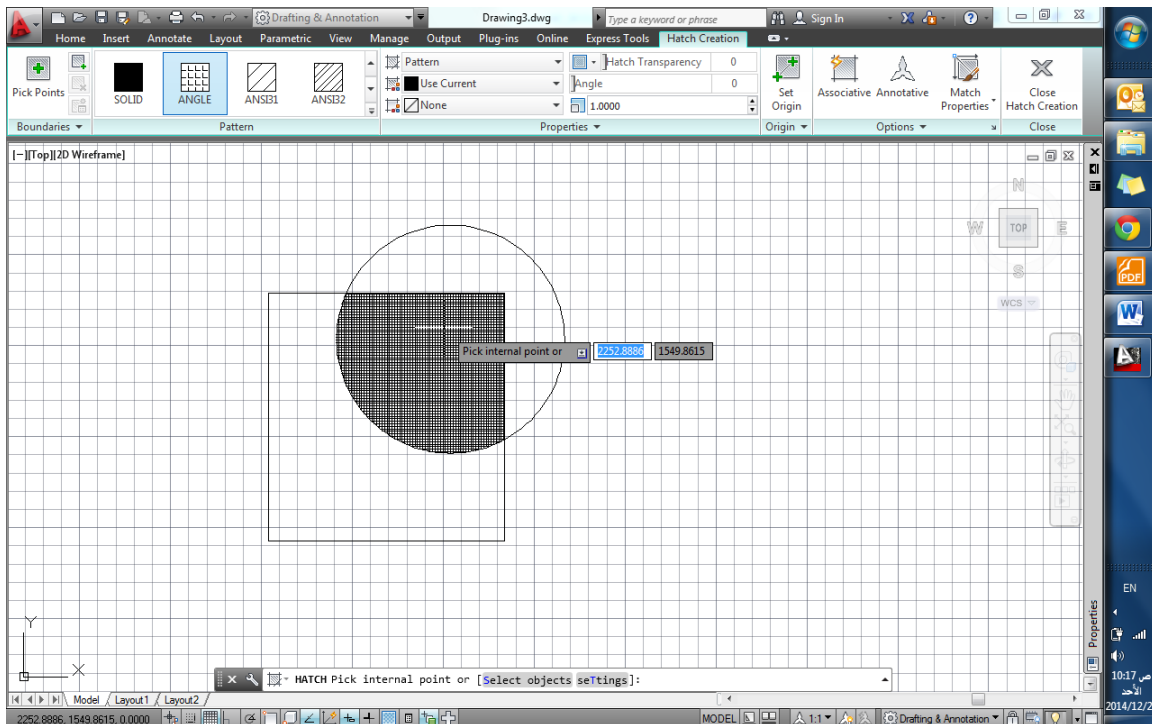 Drafting & Annotation Drawing3.dwg Type a keyword or phrase Sign In
Home Insert Annotate Layout Parametric View Manage Output Plug-ins Online Express Tools Hatch Creation
Pick Points
SOLID ANGLE ANSI31 ANSI32
Pattern Hatch Transparency 0
Use Current Angle 0
None 1.0000
Set Origin Associative Annotative Match Properties Close Hatch Creation
Boundaries Pattern Properties Origin Options Close
[−][Top][2D Wireframe]
N
W TOP E
S
WCS
Pick internal point or 2252.8886 1549.8615
Properties
Y
X
HATCH Pick internal point or [Select objects seTtings]:
Model Layout1 Layout2
2252.8886, 1549.8615, 0.0000 MODEL 1:1 Drafting & Annotation
PDF
EN
10:17 ص
الأحد
2014/12/2